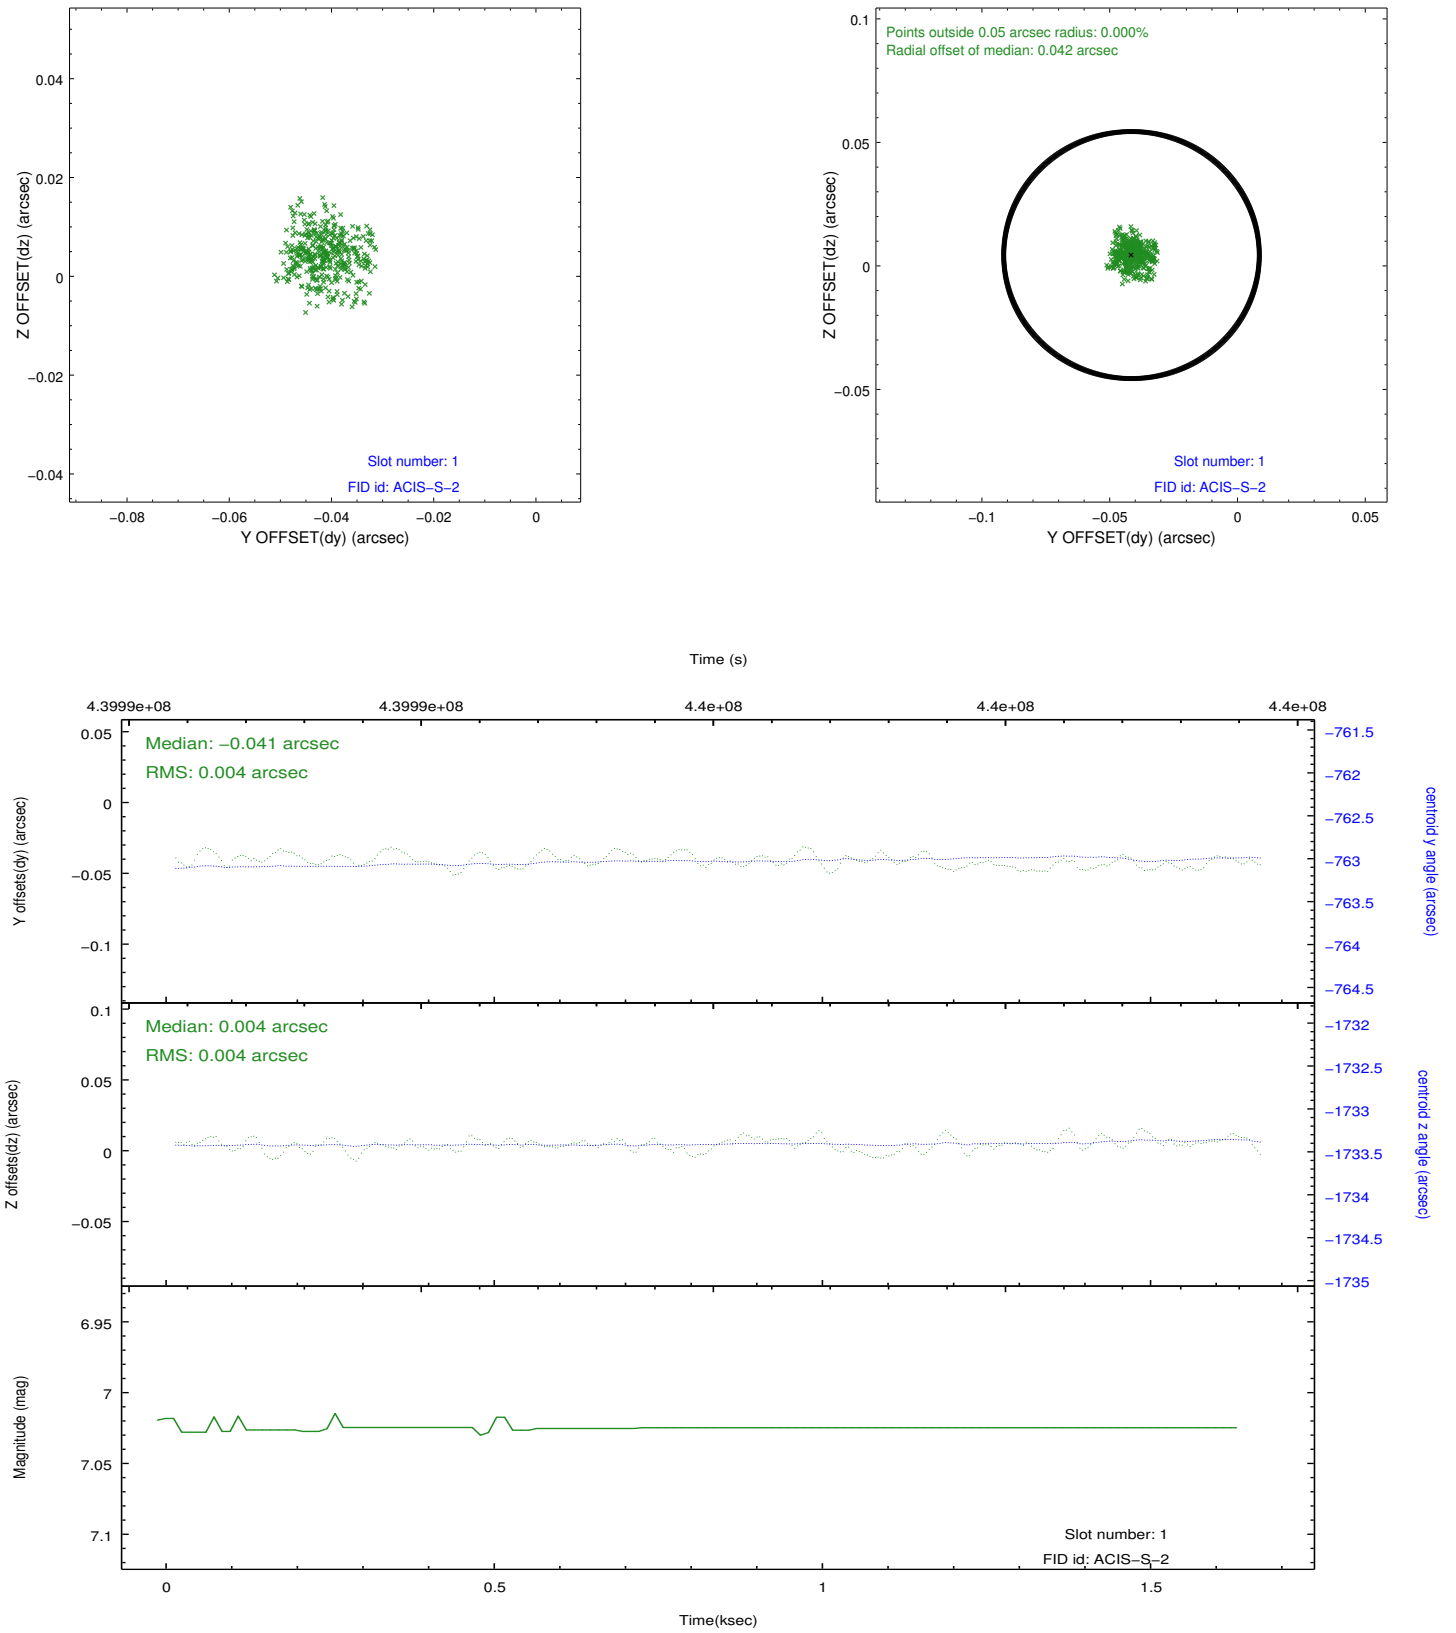 0.04
0.02
0
−0.02
−0.04
Z OFFSET(dz) (arcsec)
Slot number: 1
FID id: ACIS−S−2
−0.08
−0.06
−0.04
−0.02
0
Y OFFSET(dy) (arcsec)
Points outside 0.05 arcsec radius: 0.000%
Radial offset of median: 0.042 arcsec
0.1
0.05
0
−0.05
Z OFFSET(dz) (arcsec)
Slot number: 1
FID id: ACIS−S−2
−0.1
−0.05
0
0.05
Y OFFSET(dy) (arcsec)
Time (s)
4.3999e+08
4.3999e+08
4.4e+08
4.4e+08
4.4e+08
Median: −0.041 arcsec
RMS: 0.004 arcsec
0.05
0
−0.05
−0.1
Y offsets(dy) (arcsec)
−761.5
−762
−762.5
−763
−763.5
−764
−764.5
centroid y angle (arcsec)
Median: 0.004 arcsec
RMS: 0.004 arcsec
0.1
0.05
0
−0.05
Z offsets(dz) (arcsec)
−1732
−1732.5
−1733
−1733.5
−1734
−1734.5
−1735
centroid z angle (arcsec)
6.95
7
7.05
7.1
Magnitude (mag)
Slot number: 1
FID id: ACIS−S−2
0
0.5
1
1.5
Time(ksec)